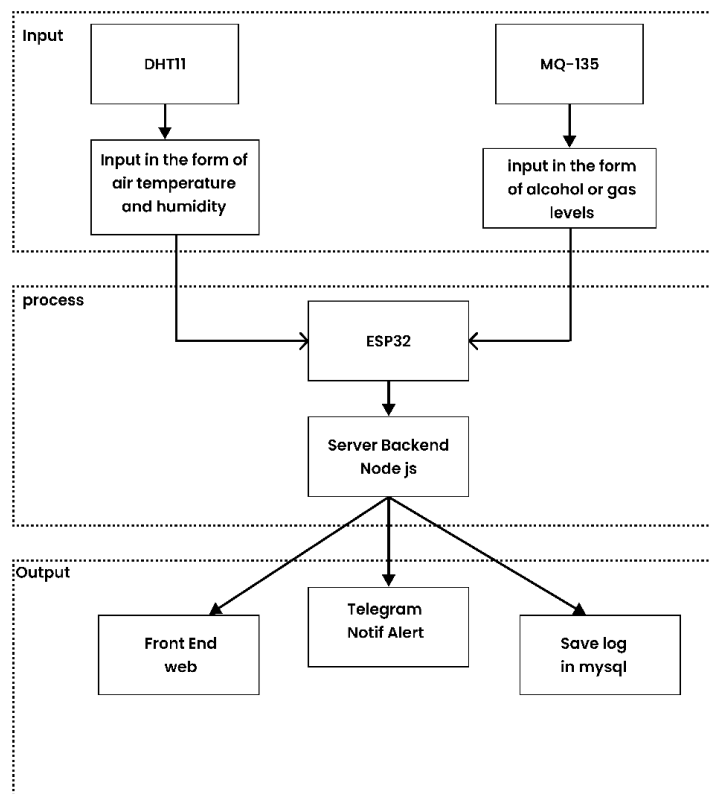 Input
DHT11
MQ-135
Input in the form of
air temperature
and humidity
input in the form
of alcohol or gas
levels
process
ESP32
Server Backend
Node js
Output
Front End
web
Telegram
Notif Alert
Save log
in mysql